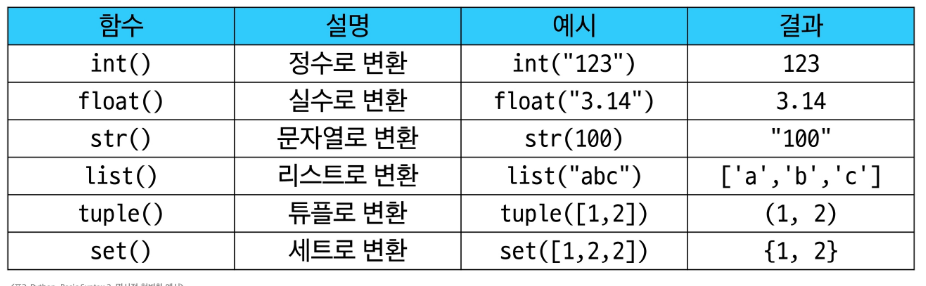 함수 설명 예시 결과
int() 정수로 변환 int("123") 123
float() 실수로 변환 float("3.14") 3.14
str() 문자열로 변환 str(100) "100"
list() 리스트로 변환 list("abc") ['a','b','c']
tuple() 튜플로 변환 tuple([1,2]) (1, 2)
set() 세트로 변환 set([1,2,2]) {1, 2}